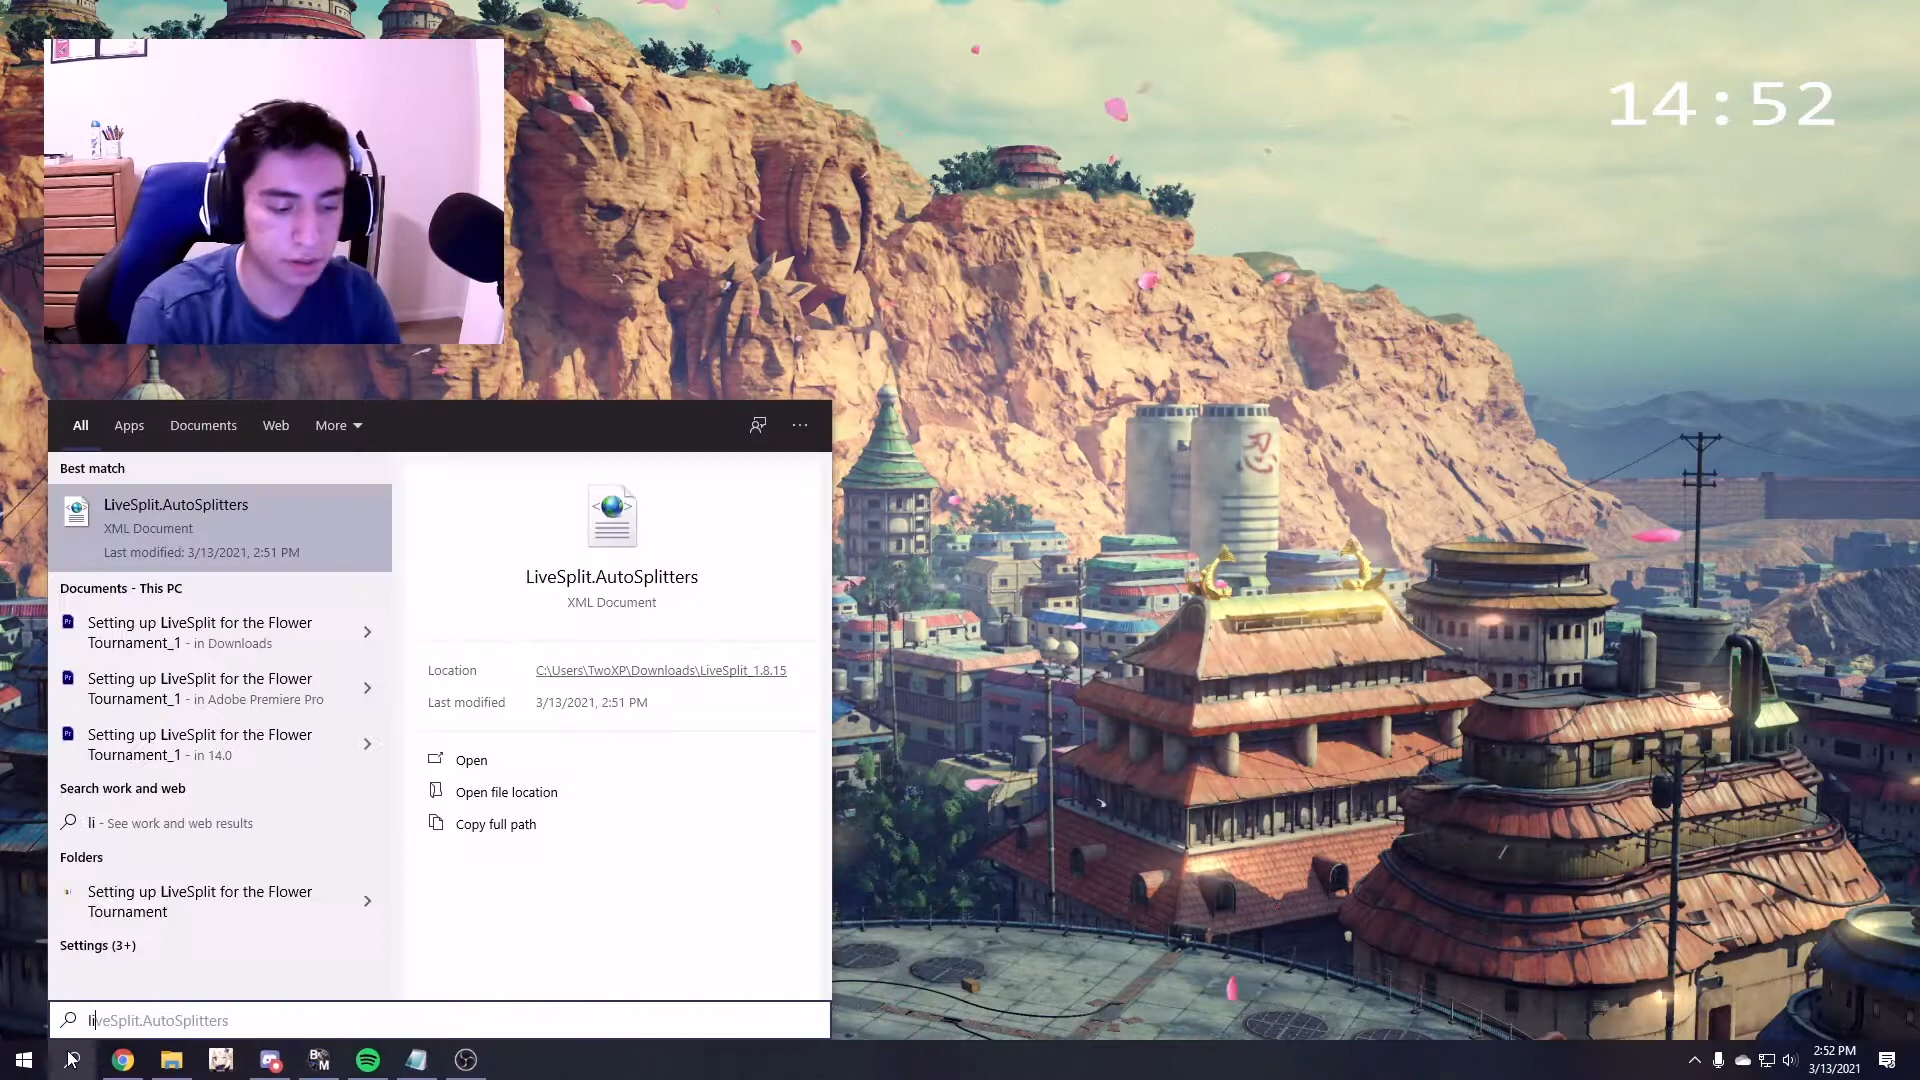 14:52
All Apps Documents Web More
Best match
LiveSplit.AutoSplitters
XML Document
Last modified: 3/13/2021, 2:51 PM
Documents - This PC
Setting up LiveSplit for the Flower
Tournament_1 - in Downloads
Setting up LiveSplit for the Flower
Tournament_1 - in Adobe Premiere Pro
Setting up LiveSplit for the Flower
Tournament_1 - in 14.0
Search work and web
li - See work and web results
Folders
Setting up LiveSplit for the Flower
Tournament
Settings (3+)
LiveSplit.AutoSplitters
XML Document
Location C:\Users\TwoXP\Downloads\LiveSplit_1.8.15
Last modified 3/13/2021, 2:51 PM
Open
Open file location
Copy full path
liveSplit.AutoSplitters
忍
Pr
Pr
Pr
B
M
2:52 PM
3/13/2021